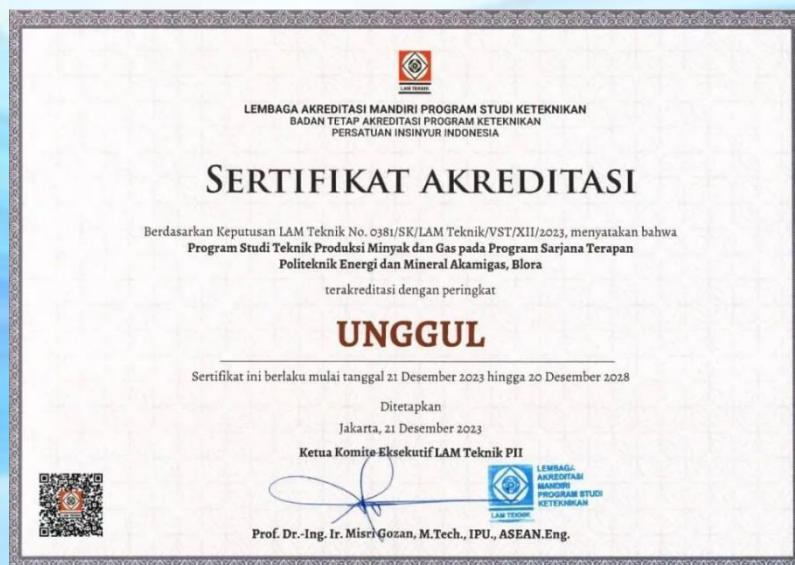 LAM TEKNIK
LEMBAGA AKREDITASI MANDIRI PROGRAM STUDI KETEKNIKAN
BADAN TETAP AKREDITASI PROGRAM KETEKNIKAN
PERSATUAN INSINYUR INDONESIA
SERTIFIKAT AKREDITASI
Berdasarkan Keputusan LAM Teknik No. 0381/SK/LAM Teknik/VST/XII/2023, menyatakan bahwa
Program Studi Teknik Produksi Minyak dan Gas pada Program Sarjana Terapan
Politeknik Energi dan Mineral Akamigas, Blora
terakreditasi dengan peringkat
UNGGUL
Sertifikat ini berlaku mulai tanggal 21 Desember 2023 hingga 20 Desember 2028
Ditetapkan
Jakarta, 21 Desember 2023
Ketua Komite Eksekutif LAM Teknik PII
LEMBAGA
AKREDITASI
MANDIRI
PROGRAM STUDI
KETEKNIKAN
LAM TEKNIK
Prof. Dr.-Ing. Ir. Misri Gozan, M.Tech., IPU., ASEAN.Eng.